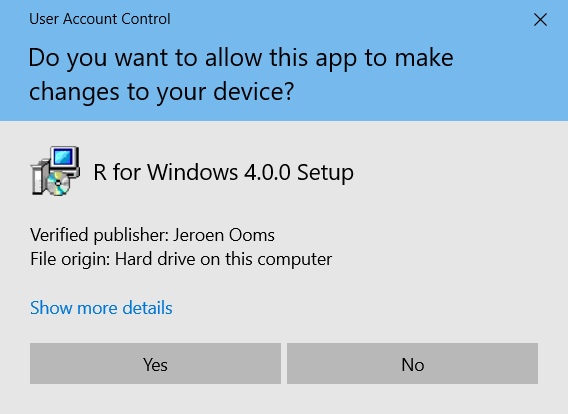 User Account Control
Do you want to allow this app to make
changes to your device?
R for Windows 4.0.0 Setup
Verified publisher: Jeroen Ooms
File origin: Hard drive on this computer
Show more details
Yes
No